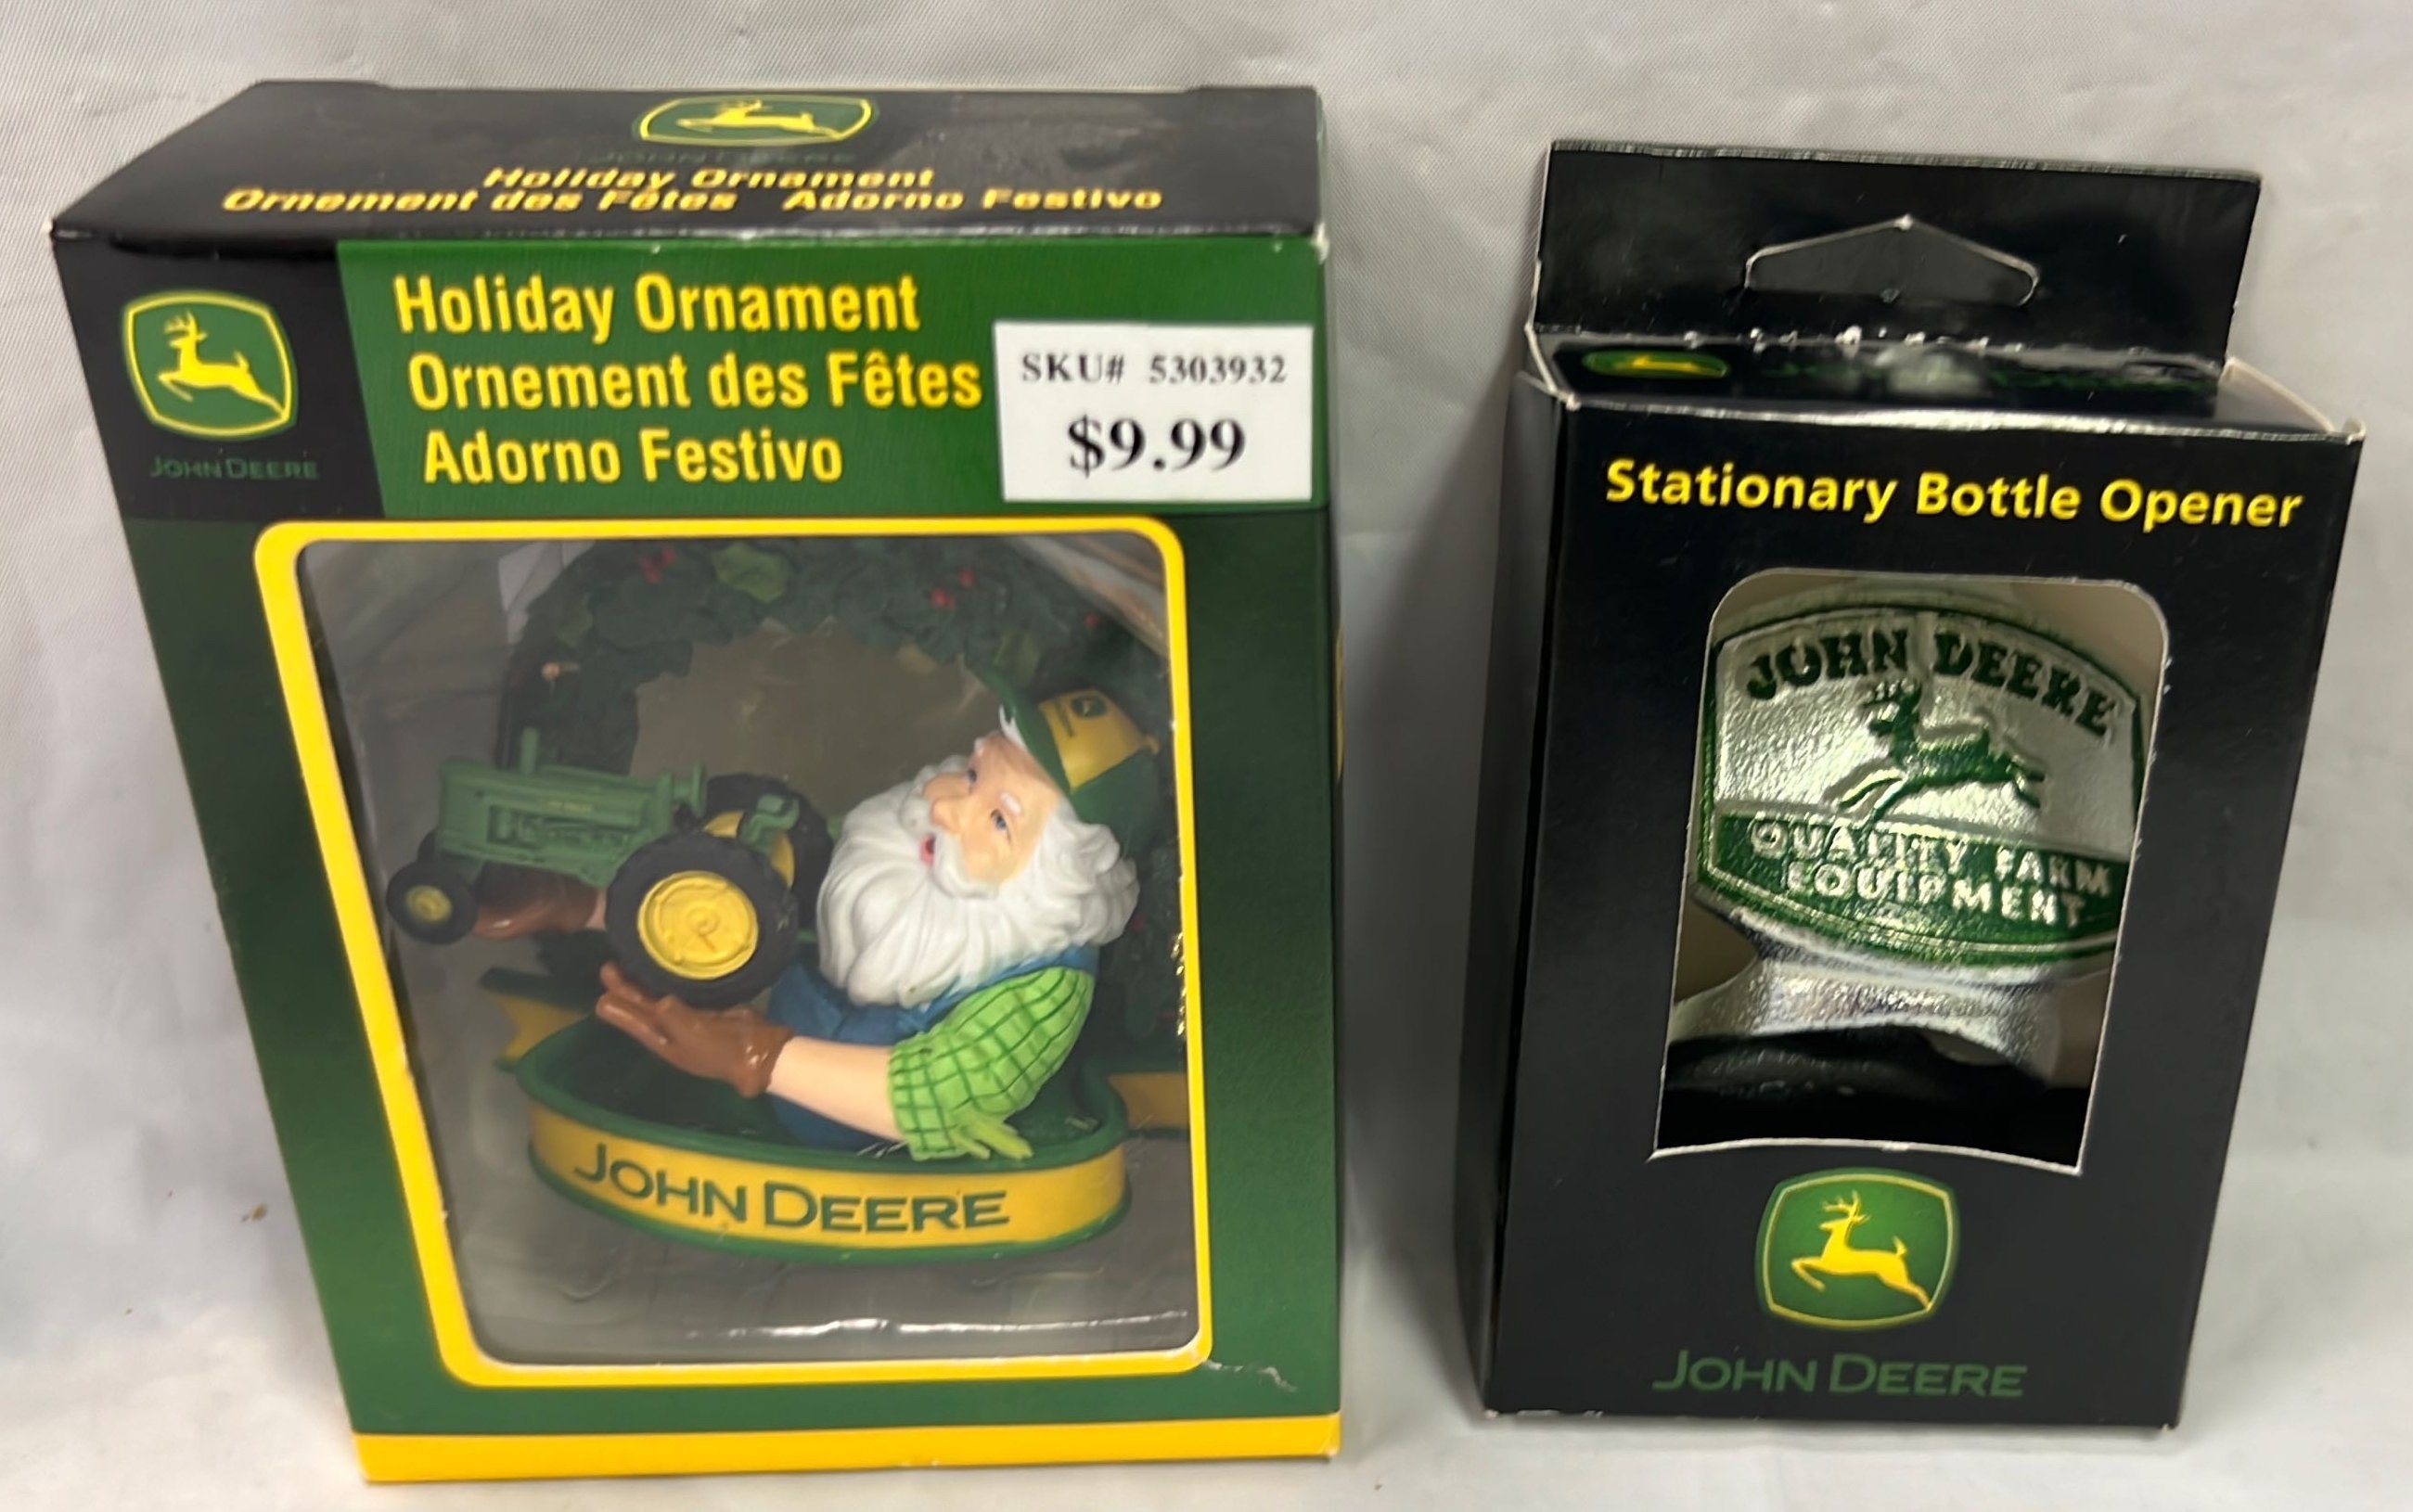 JOHN DEERE
Holiday Ornament
Ornement des Fêtes Adorno Festivo
Holiday Ornament
Ornement des Fêtes
Adorno Festivo
JOHN DEERE
SKU# 5303932
$9.99
JOHN DEERE
Stationary Bottle Opener
JOHN DEERE
QUALITY FARM
EQUIPMENT
JOHN DEERE